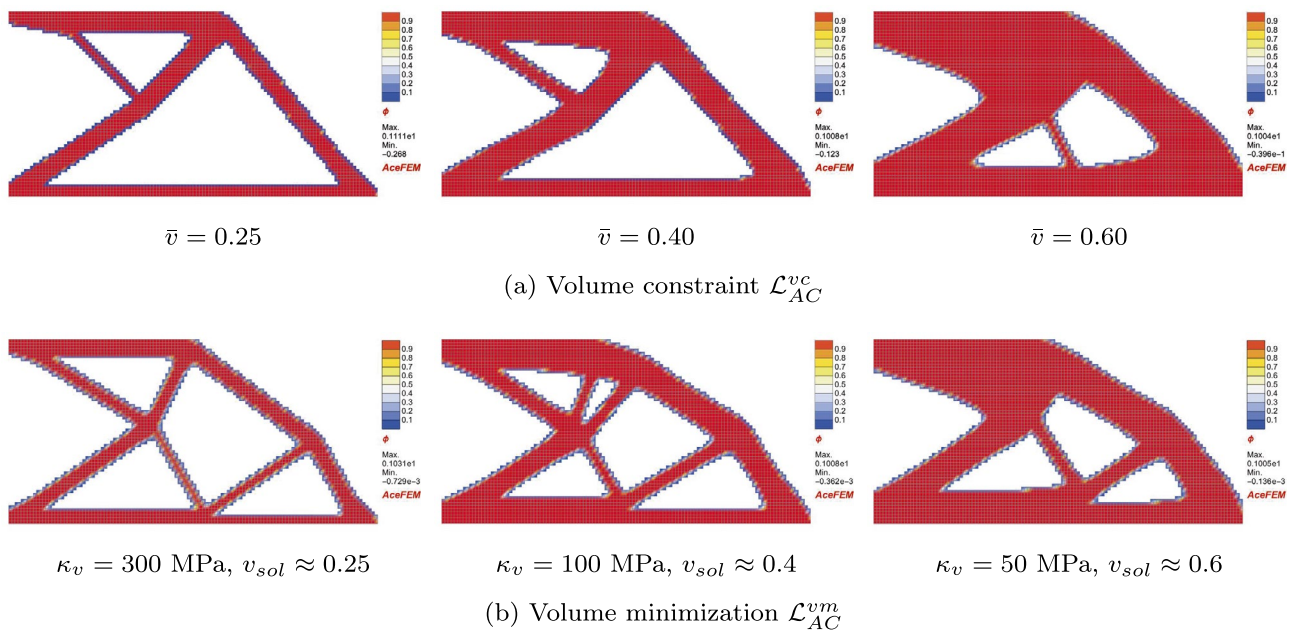 0.9
0.8
0.7
0.6
0.5
0.4
0.3
0.2
0.1
ϕ
Max.
0.1111e1
Min.
-0.268
AceFEM
0.9
0.8
0.7
0.6
0.5
0.4
0.3
0.2
0.1
ϕ
Max.
0.1008e1
Min.
-0.123
AceFEM
0.9
0.8
0.7
0.6
0.5
0.4
0.3
0.2
0.1
ϕ
Max.
0.1004e1
Min.
-0.396e-1
AceFEM
v̄ = 0.25
v̄ = 0.40
v̄ = 0.60
(a) Volume constraint ℒ_{AC}^{vc}
0.9
0.8
0.7
0.6
0.5
0.4
0.3
0.2
0.1
ϕ
Max.
0.1031e1
Min.
-0.729e-3
AceFEM
0.9
0.8
0.7
0.6
0.5
0.4
0.3
0.2
0.1
ϕ
Max.
0.1008e1
Min.
-0.362e-3
AceFEM
0.9
0.8
0.7
0.6
0.5
0.4
0.3
0.2
0.1
ϕ
Max.
0.1005e1
Min.
-0.136e-3
AceFEM
κ_v = 300 MPa, v_{sol} ≈ 0.25
κ_v = 100 MPa, v_{sol} ≈ 0.4
κ_v = 50 MPa, v_{sol} ≈ 0.6
(b) Volume minimization ℒ_{AC}^{vm}